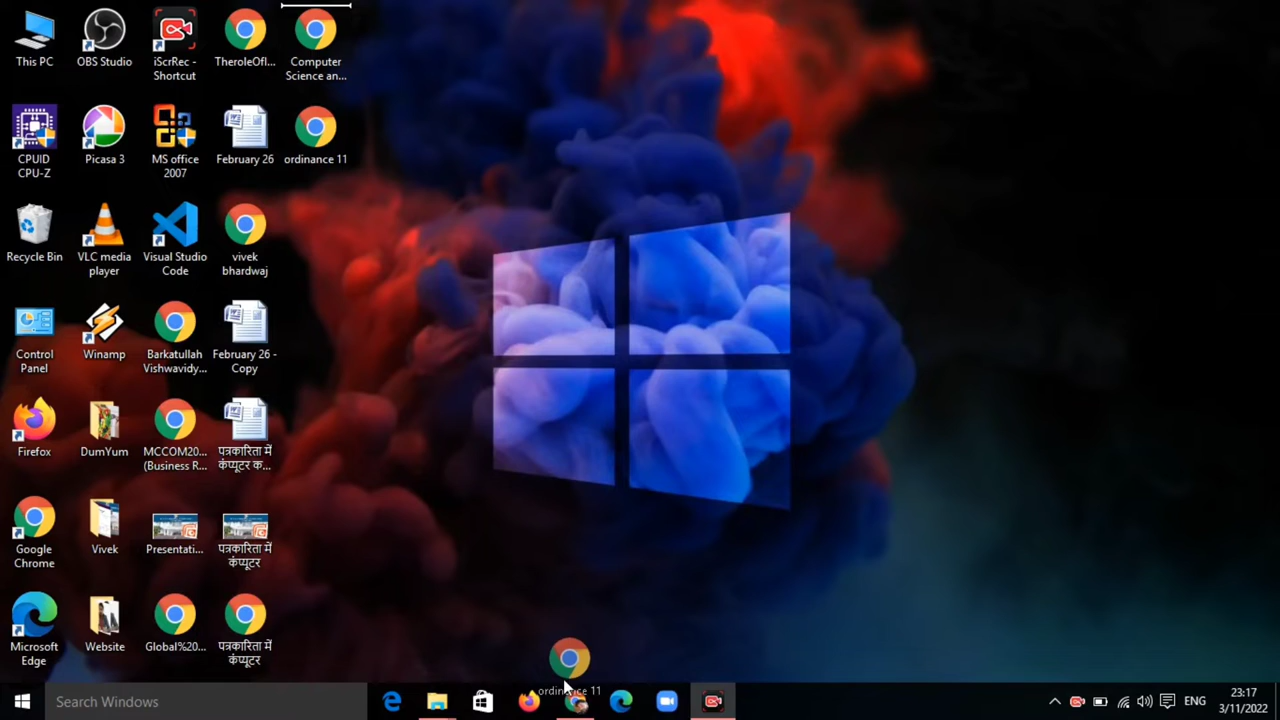 This PC
OBS Studio
iScrRec -
Shortcut
TheroleOfI...
Computer
Science an...
CPUID
CPU-Z
Picasa 3
MS office
2007
February 26
ordinance 11
Recycle Bin
VLC media
player
Visual Studio
Code
vivek
bhardwaj
Control
Panel
Winamp
Barkatullah
Vishwavidy...
February 26 -
Copy
Firefox
DumYum
MCCOM20...
(Business R...
पत्रकारिता में
कंप्यूटर क...
Google
Chrome
Vivek
Presentati...
पत्रकारिता में
कंप्यूटर
Microsoft
Edge
Website
Global%20...
पत्रकारिता में
कंप्यूटर
ordinance 11
Search Windows
ENG
23:17
3/11/2022